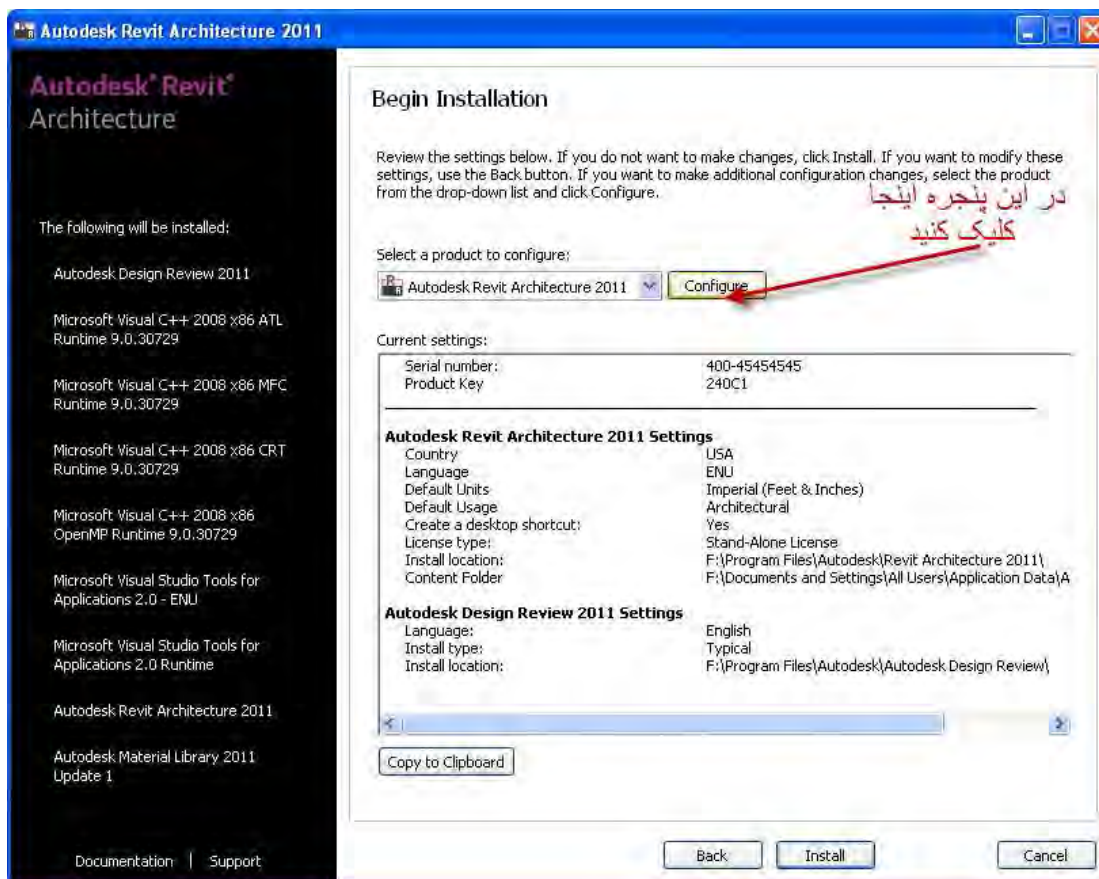 Autodesk Revit Architecture 2011
Autodesk® Revit®
Architecture
The following will be installed:
Autodesk Design Review 2011
Microsoft Visual C++ 2008 x86 ATL
Runtime 9.0.30729
Microsoft Visual C++ 2008 x86 MFC
Runtime 9.0.30729
Microsoft Visual C++ 2008 x86 CRT
Runtime 9.0.30729
Microsoft Visual C++ 2008 x86
OpenMP Runtime 9.0.30729
Microsoft Visual Studio Tools for
Applications 2.0 - ENU
Microsoft Visual Studio Tools for
Applications 2.0 Runtime
Autodesk Revit Architecture 2011
Autodesk Material Library 2011
Update 1
Documentation | Support
Begin Installation
Review the settings below. If you do not want to make changes, click Install. If you want to modify these
settings, use the Back button. If you want to make additional configuration changes, select the product
from the drop-down list and click Configure.
در این پنجره اینجا
کلیک کنید
Select a product to configure:
Autodesk Revit Architecture 2011 Configure
Current settings:
Serial number: 400-45454545
Product Key 240C1
Autodesk Revit Architecture 2011 Settings
Country USA
Language ENU
Default Units Imperial (Feet & Inches)
Default Usage Architectural
Create a desktop shortcut: Yes
License type: Stand-Alone License
Install location: F:\Program Files\Autodesk\Revit Architecture 2011\
Content Folder F:\Documents and Settings\All Users\Application Data\A
Autodesk Design Review 2011 Settings
Language: English
Install type: Typical
Install location: F:\Program Files\Autodesk\Autodesk Design Review\
Copy to Clipboard
Back Install Cancel